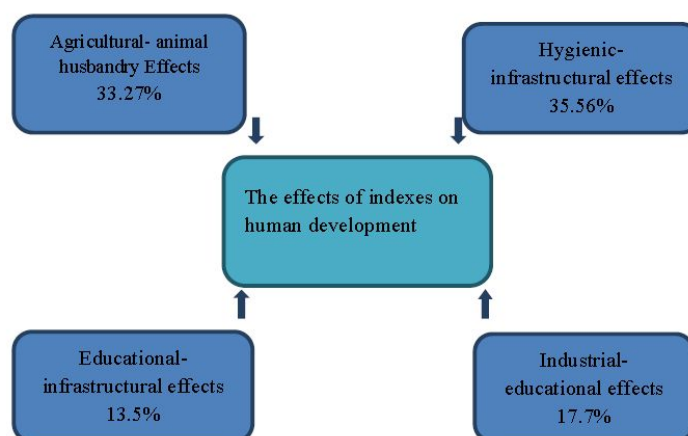 Agricultural- animal
husbandry Effects
33.27%
Hygienic-
infrastructural effects
35.56%
The effects of indexes on
human development
Educational-
infrastructural effects
13.5%
Industrial-
educational effects
17.7%